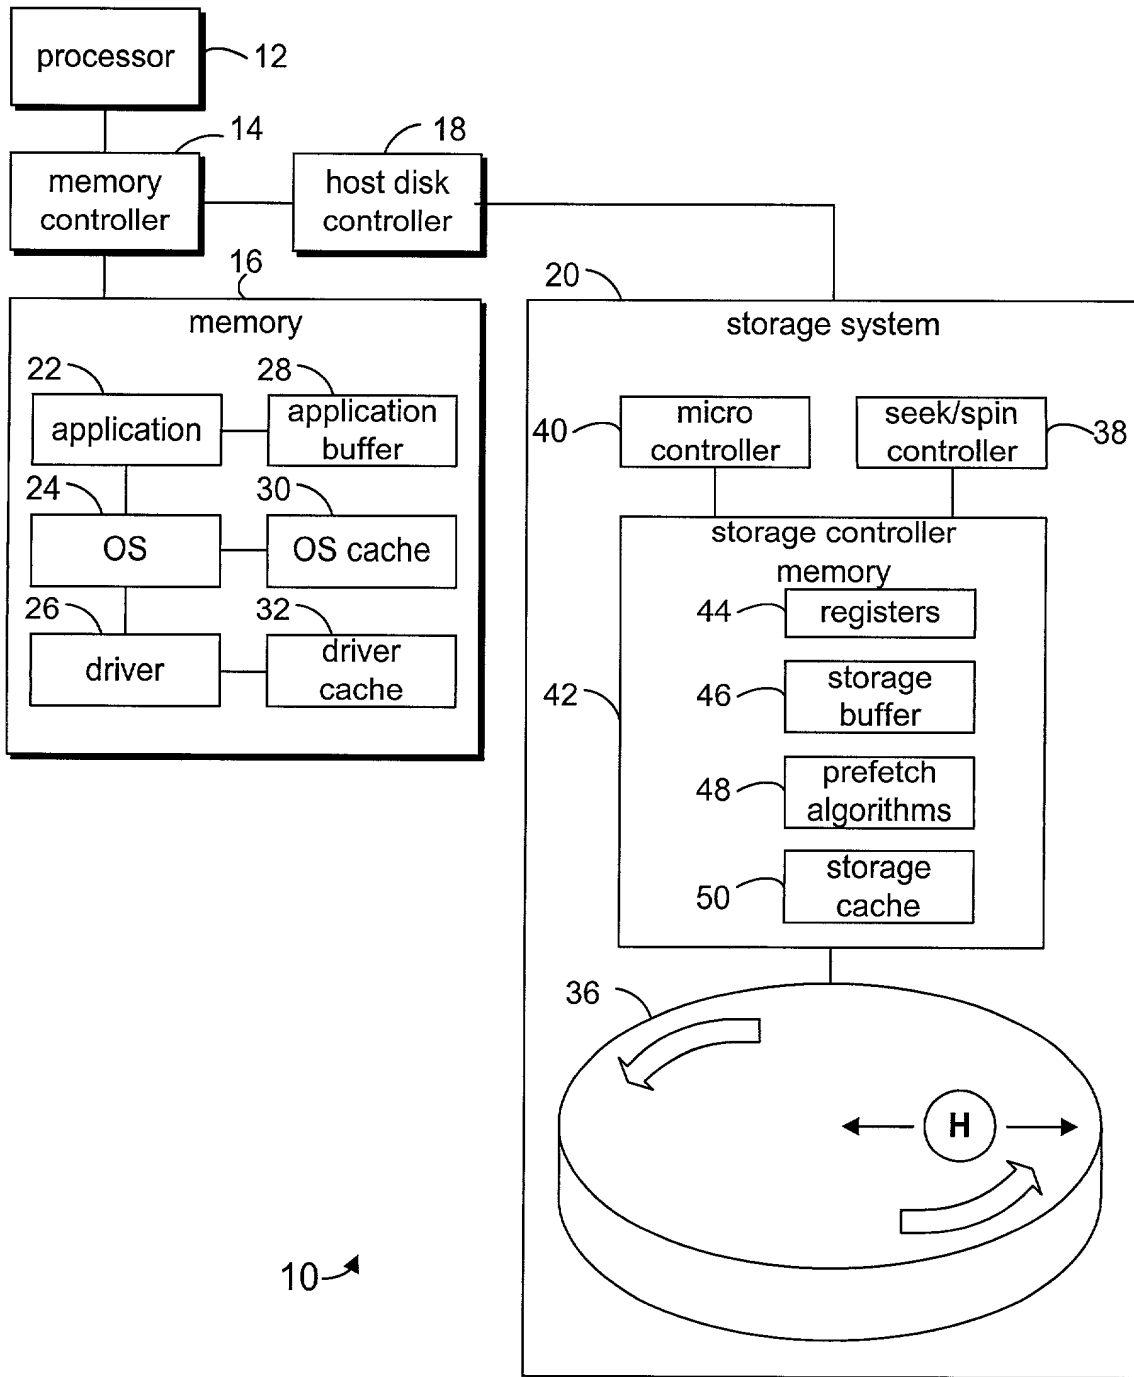 processor
12
14
18
memory
controller
host disk
controller
16
20
memory
storage system
22
28
application
application
buffer
40
micro
controller
seek/spin
controller
38
24
30
OS
OS cache
storage controller
memory
44
registers
26
32
driver
driver
cache
42
46
storage
buffer
48
prefetch
algorithms
50
storage
cache
36
H
10